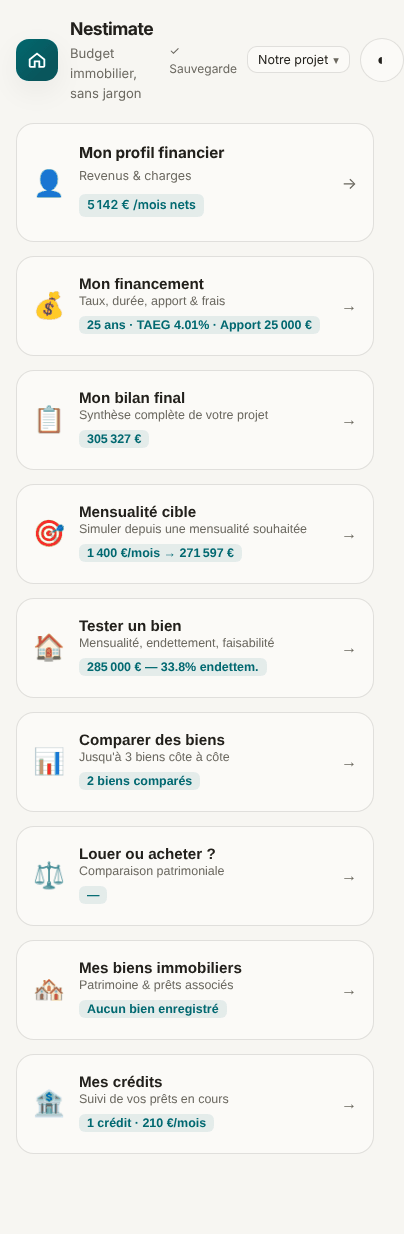 Nestimate
Budget
immobilier,
sans jargon
✓
Sauvegarde
Notre projet ▾
Mon profil financier
Revenus & charges
5 142 € /mois nets
→
Mon financement
Taux, durée, apport & frais
25 ans · TAEG 4.01% · Apport 25 000 €
→
Mon bilan final
Synthèse complète de votre projet
305 327 €
→
Mensualité cible
Simuler depuis une mensualité souhaitée
1 400 €/mois → 271 597 €
→
Tester un bien
Mensualité, endettement, faisabilité
285 000 € — 33.8% endettem.
→
Comparer des biens
Jusqu'à 3 biens côte à côte
2 biens comparés
→
Louer ou acheter ?
Comparaison patrimoniale
—
→
Mes biens immobiliers
Patrimoine & prêts associés
Aucun bien enregistré
→
Mes crédits
Suivi de vos prêts en cours
1 crédit · 210 €/mois
→